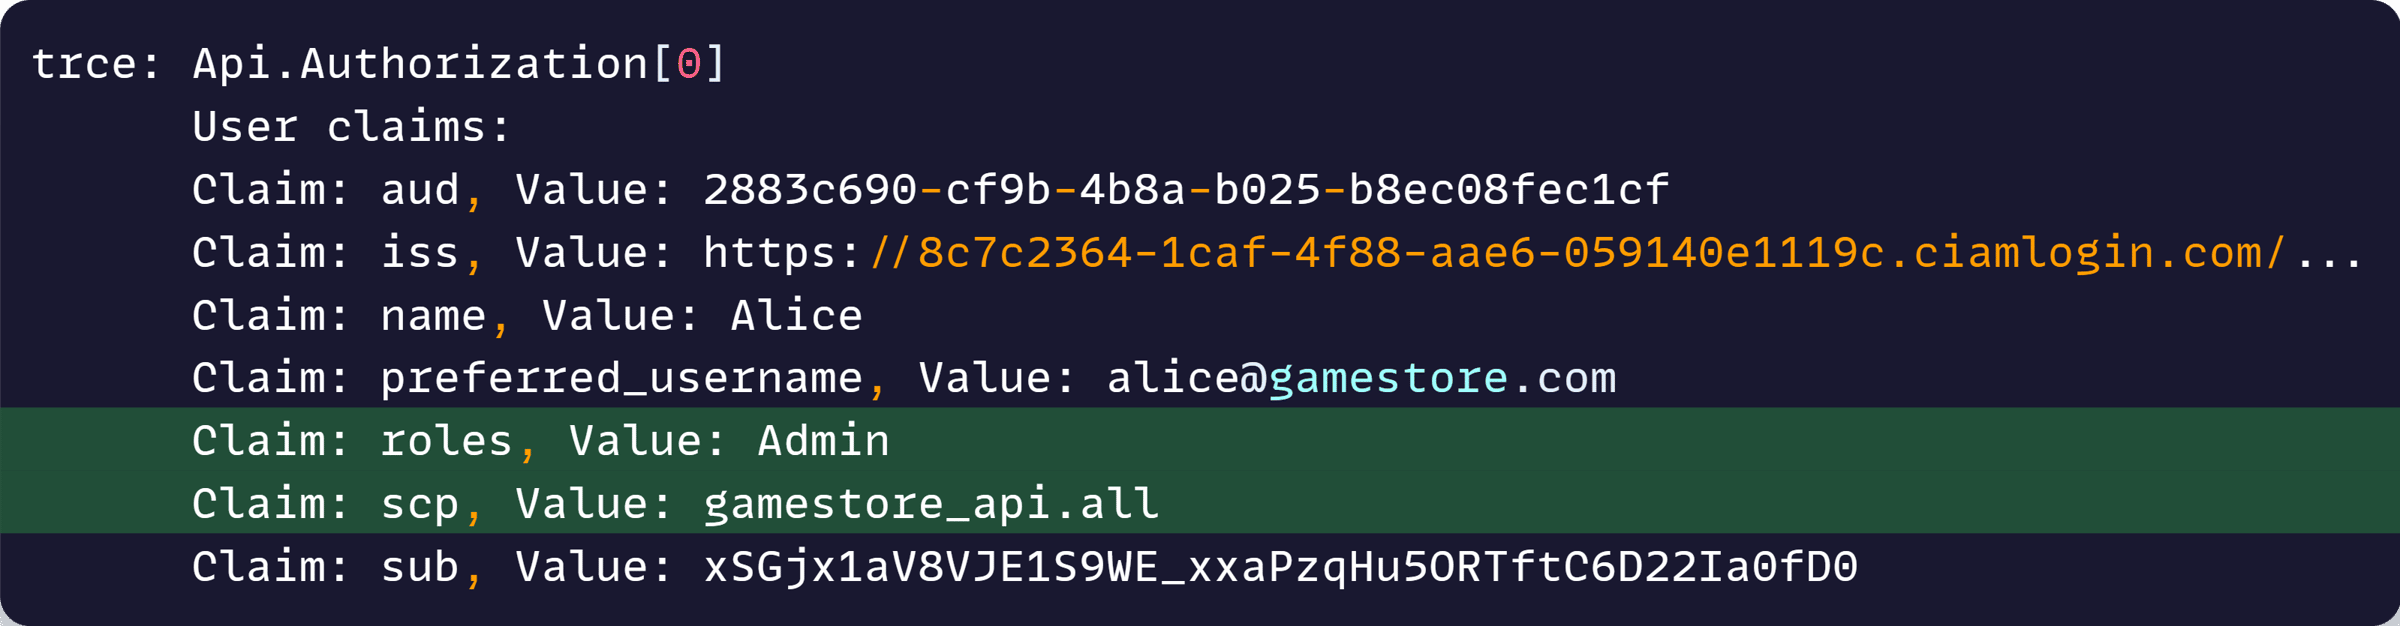 trce: Api.Authorization[0]
User claims:
Claim: aud, Value: 2883c690-cf9b-4b8a-b025-b8ec08fec1cf
Claim: iss, Value: https://8c7c2364-1caf-4f88-aae6-059140e1119c.ciamlogin.com/...
Claim: name, Value: Alice
Claim: preferred_username, Value: alice@gamestore.com
Claim: roles, Value: Admin
Claim: scp, Value: gamestore_api.all
Claim: sub, Value: xSGjx1aV8VJE1S9WE_xxaPzqHu5ORTftC6D22Ia0fD0